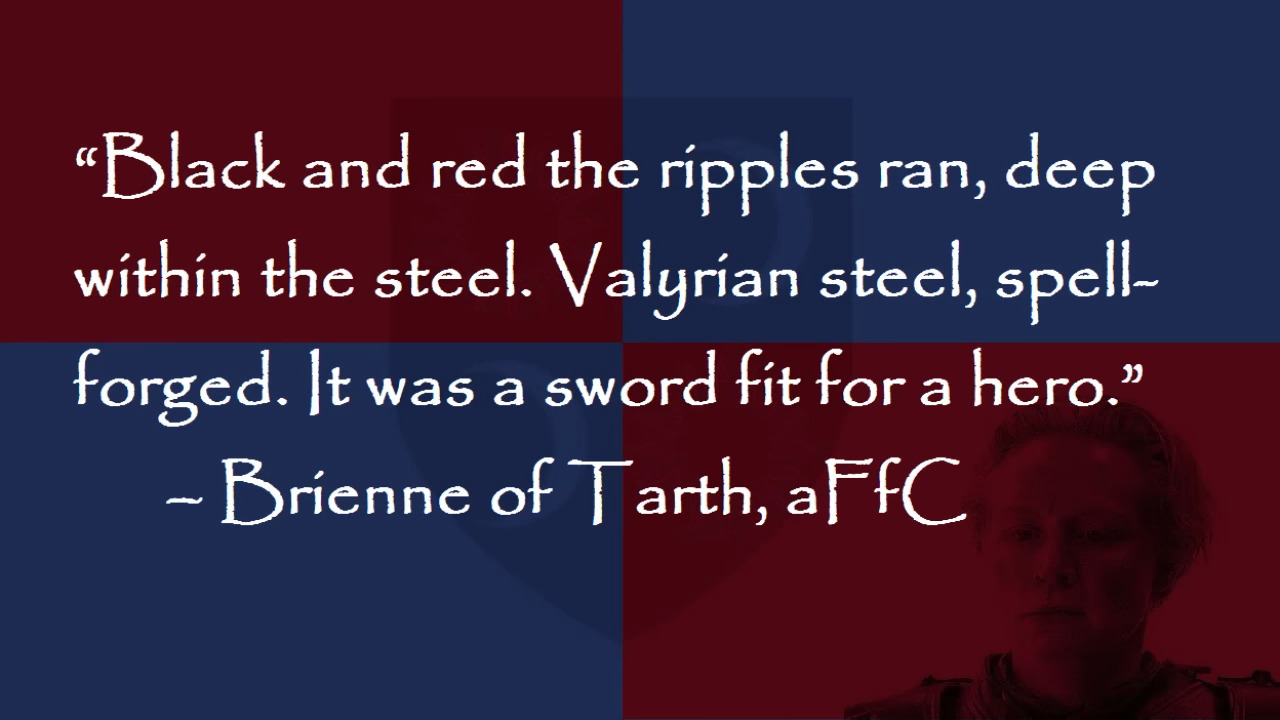 “Black and red the ripples ran, deep
within the steel. Valyrian steel, spell-
forged. It was a sword fit for a hero.”
– Brienne of Tarth, aFfC